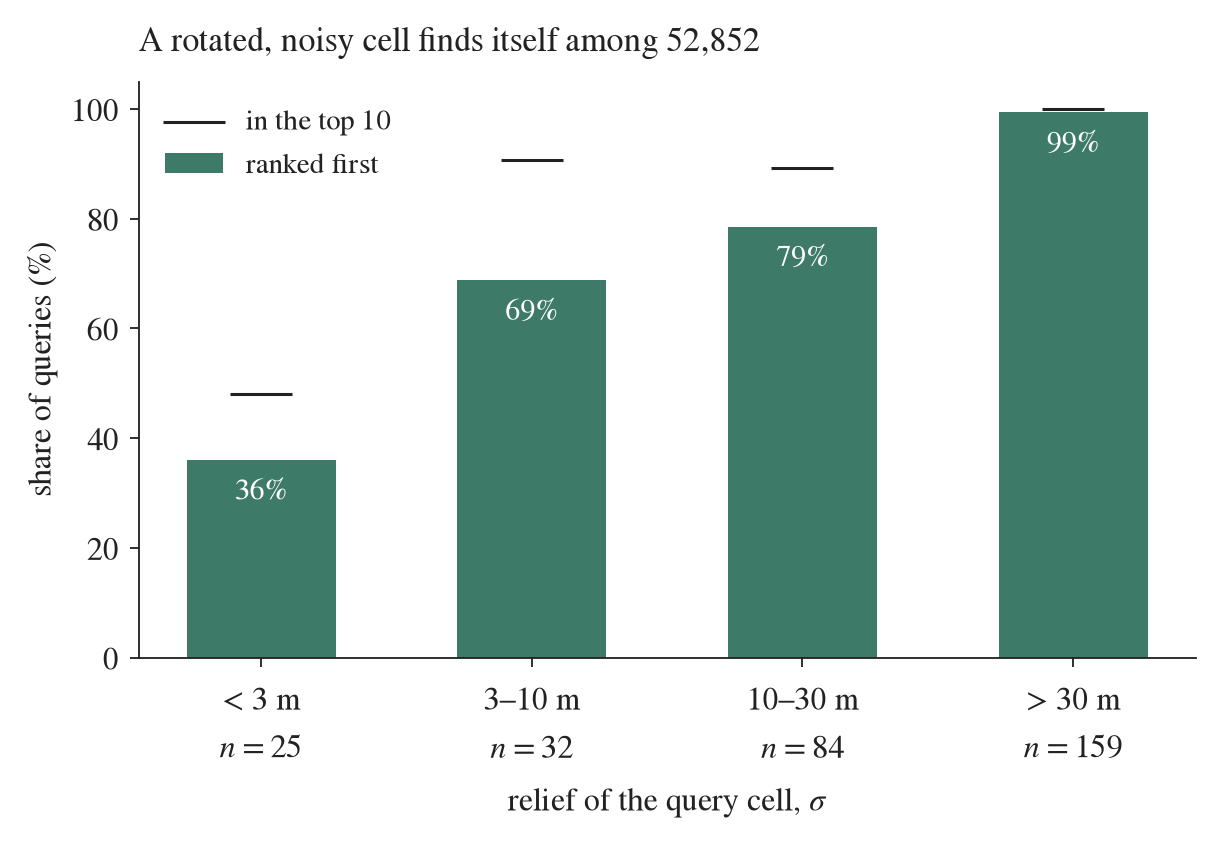 A rotated, noisy cell finds itself among 52,852
in the top 10
ranked first
share of queries (%)
100
80
60
40
20
0
36%
69%
79%
99%
< 3 m
3–10 m
10–30 m
> 30 m
n = 25
n = 32
n = 84
n = 159
relief of the query cell, σ